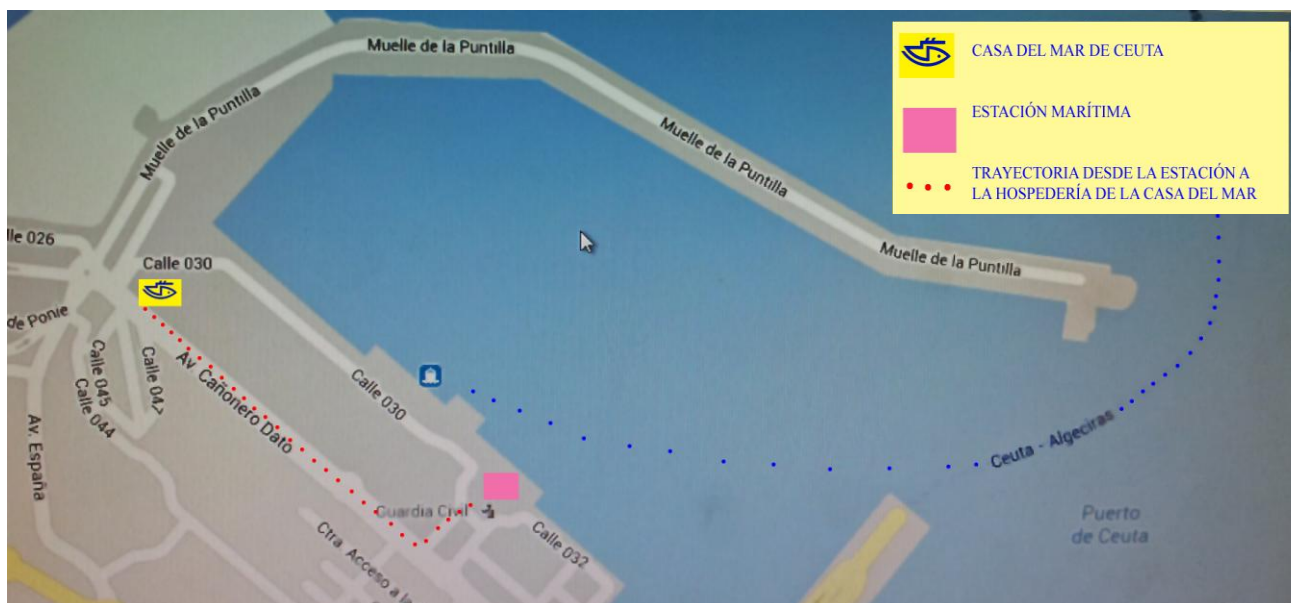 Muelle de la Puntilla
Muelle de la Puntilla
Muelle de la Puntilla
Muelle de la Puntilla
CASA DEL MAR DE CEUTA
ESTACIÓN MARÍTIMA
TRAYECTORIA DESDE LA ESTACIÓN A
LA HOSPEDERÍA DE LA CASA DEL MAR
lle 026
Calle 030
de Ponie
Calle 045
Calle 044
Av. España
Av. Cañonero Dato
Calle 030
Guardia Civil
Ctra. Acceso a la
Calle 032
Ceuta - Algeciras
Puerto
de Ceuta